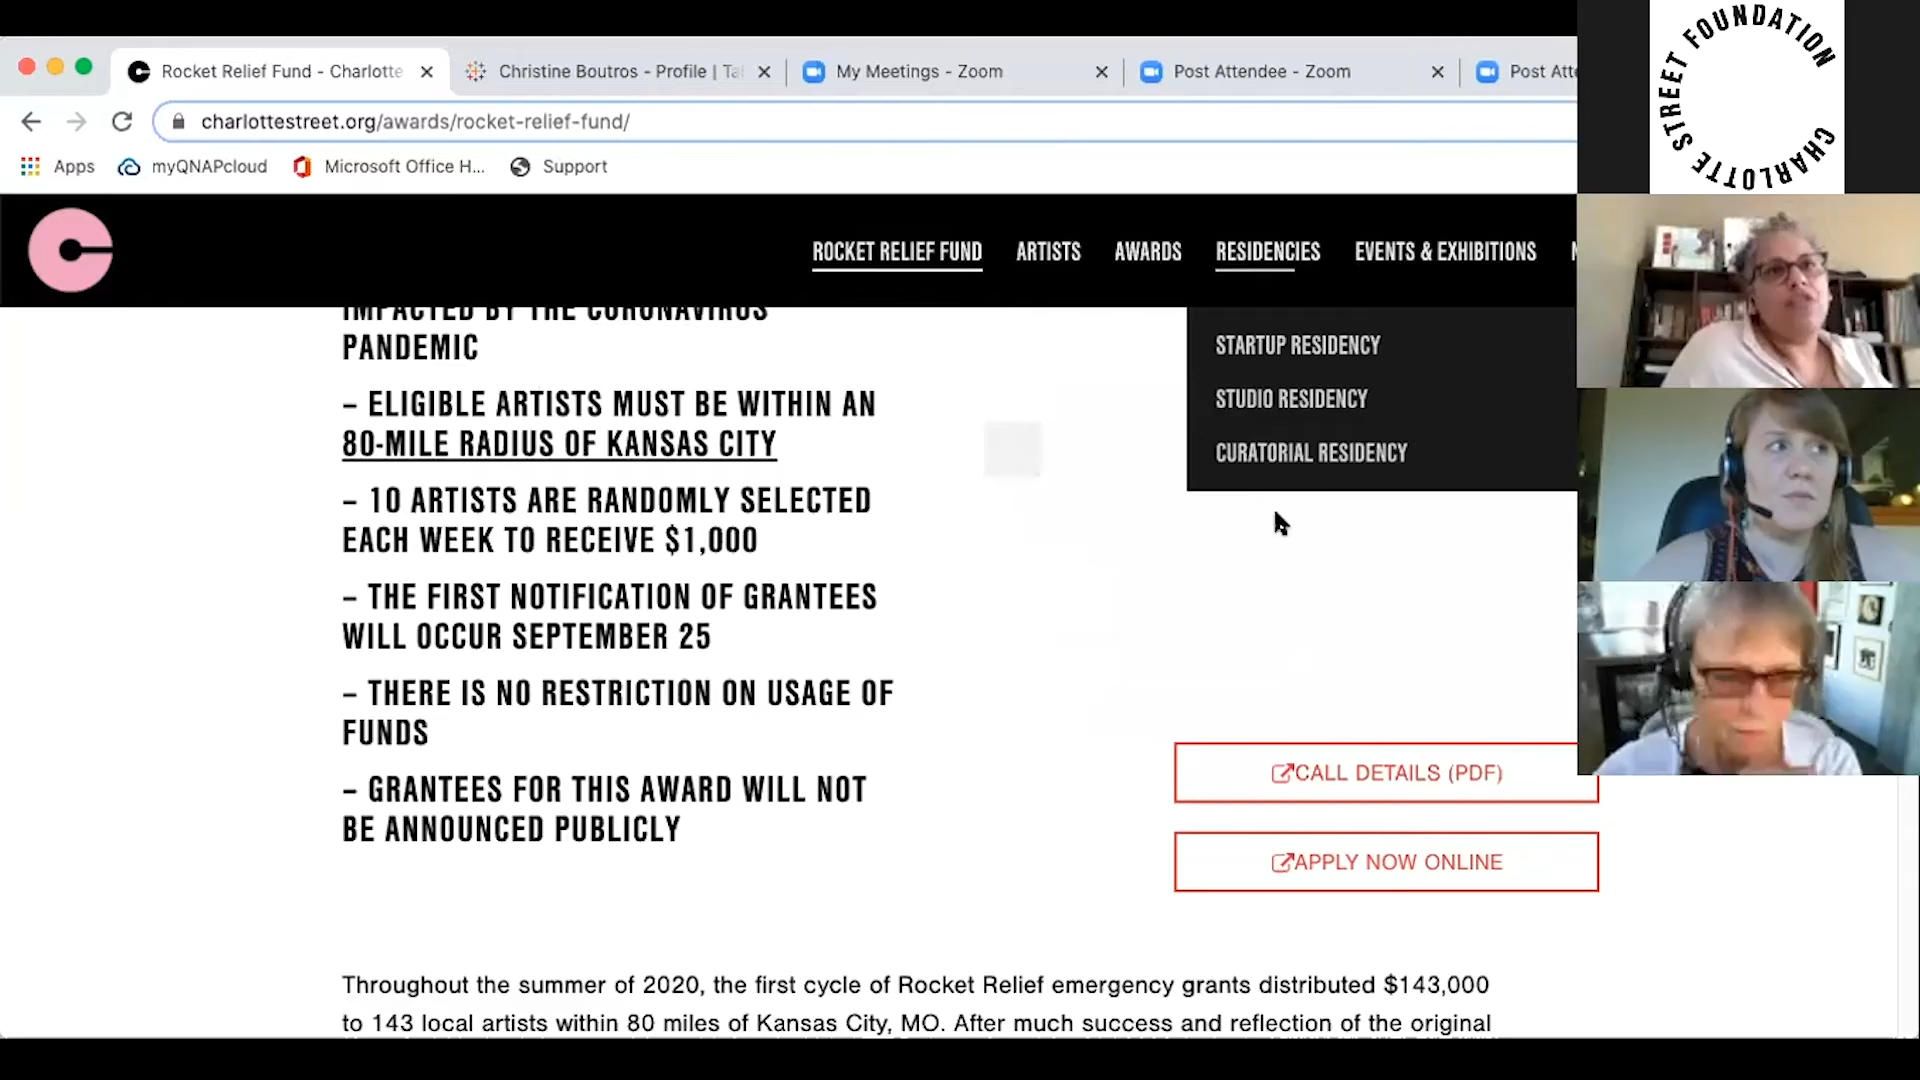 Rocket Relief Fund - Charlotte
Christine Boutros - Profile | Ta
My Meetings - Zoom
Post Attendee - Zoom
Post Att
charlottestreet.org/awards/rocket-relief-fund/
Apps
myQNAPcloud
Microsoft Office H...
Support
CHARLOTTE STREET FOUNDATION
ROCKET RELIEF FUND
ARTISTS
AWARDS
RESIDENCIES
EVENTS & EXHIBITIONS
STARTUP RESIDENCY
STUDIO RESIDENCY
CURATORIAL RESIDENCY
IMPACTED BY THE CORONAVIRUS
PANDEMIC
– ELIGIBLE ARTISTS MUST BE WITHIN AN
80-MILE RADIUS OF KANSAS CITY
– 10 ARTISTS ARE RANDOMLY SELECTED
EACH WEEK TO RECEIVE $1,000
– THE FIRST NOTIFICATION OF GRANTEES
WILL OCCUR SEPTEMBER 25
– THERE IS NO RESTRICTION ON USAGE OF
FUNDS
– GRANTEES FOR THIS AWARD WILL NOT
BE ANNOUNCED PUBLICLY
CALL DETAILS (PDF)
APPLY NOW ONLINE
Throughout the summer of 2020, the first cycle of Rocket Relief emergency grants distributed $143,000
to 143 local artists within 80 miles of Kansas City, MO. After much success and reflection of the original